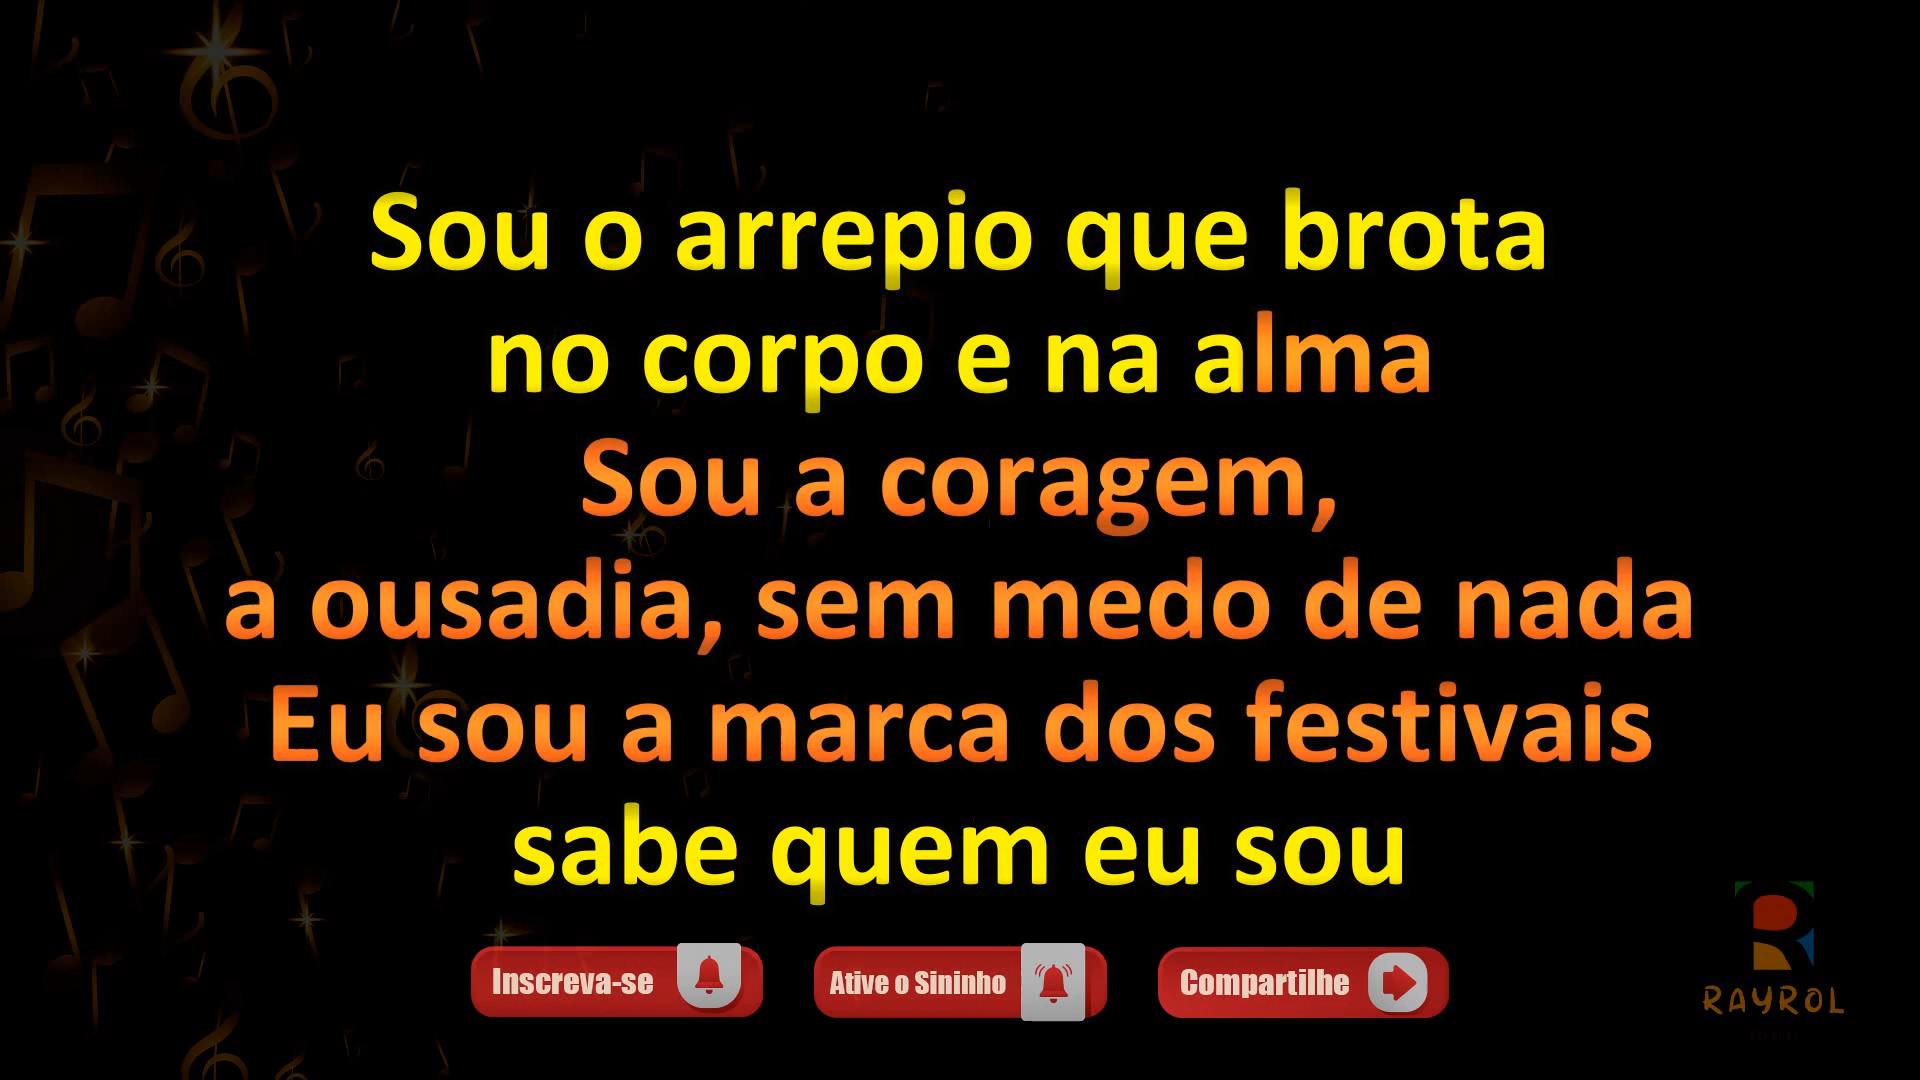 Sou o arrepio que brota
no corpo e na alma
Sou a coragem,
a ousadia, sem medo de nada
Eu sou a marca dos festivais
sabe quem eu sou
Inscreva-se
Ative o Sininho
Compartilhe
RAYROL